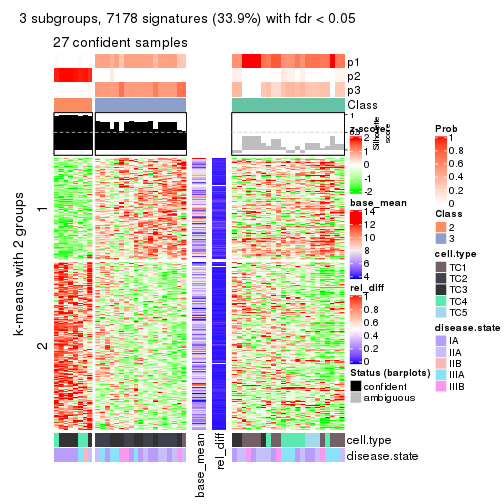 3 subgroups, 7178 signatures (33.9%) with fdr < 0.05
27 confident samples
p1
p2
p3
Class
1
0.5
0
Silhouette
score
z-score
2
1
0
-1
-2
base_mean
14
12
10
8
6
4
rel_diff
1
0.8
0.6
0.4
0.2
0
Status (barplots)
confident
ambiguous
Prob
1
0.8
0.6
0.4
0.2
0
Class
2
3
cell.type
TC1
TC2
TC3
TC4
TC5
disease.state
IA
IIA
IIB
IIIA
IIIB
k-means with 2 groups
1
2
cell.type
disease.state
base_mean
rel_diff